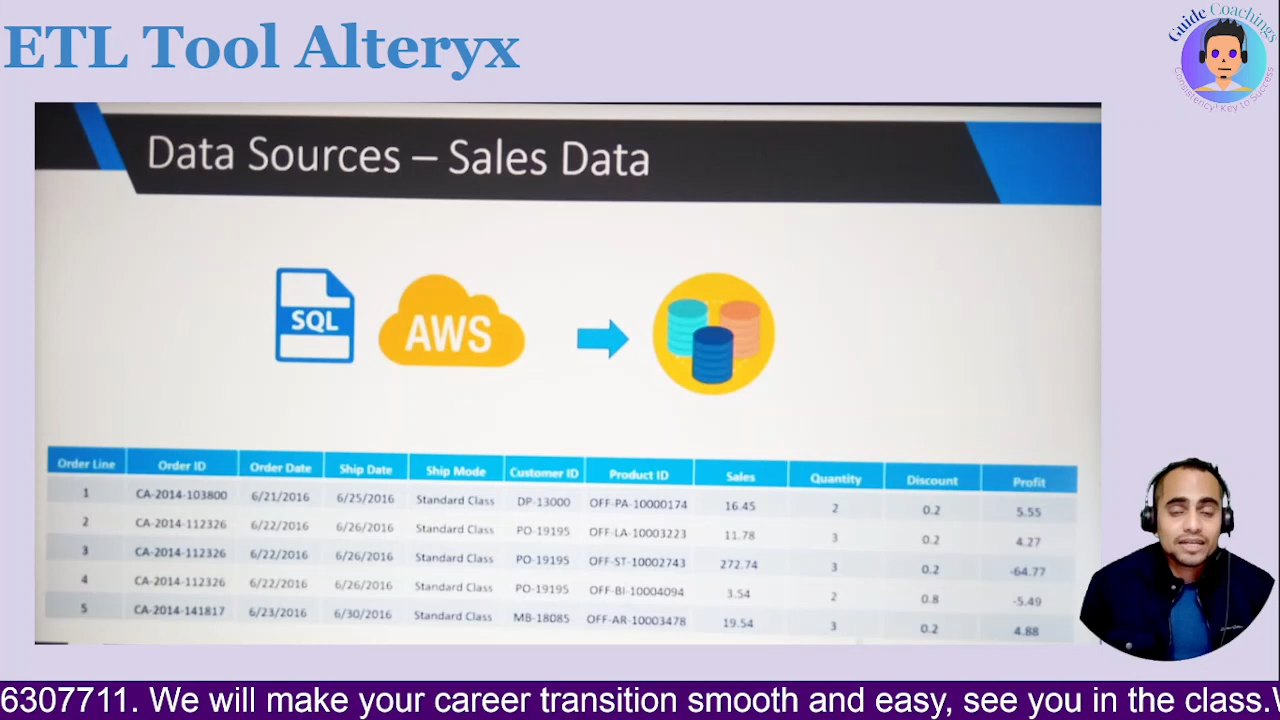 ETL Tool Alteryx
Guide Coachings
Consistency! Key to Success
Data Sources – Sales Data
SQL
AWS
Order Line Order ID Order Date Ship Date Ship Mode Customer ID Product ID Sales Quantity Discount Profit
1 CA-2014-103800 6/21/2016 6/25/2016 Standard Class DP-13000 OFF-PA-10000174 16.45 2 0.2 5.55
2 CA-2014-112326 6/22/2016 6/26/2016 Standard Class PO-19195 OFF-LA-10003223 11.78 3 0.2 4.27
3 CA-2014-112326 6/22/2016 6/26/2016 Standard Class PO-19195 OFF-ST-10002743 272.74 3 0.2 -64.77
4 CA-2014-112326 6/22/2016 6/26/2016 Standard Class PO-19195 OFF-BI-10004094 3.54 2 0.8 -5.49
5 CA-2014-141817 6/23/2016 6/30/2016 Standard Class MB-18085 OFF-AR-10003478 19.54 3 0.2 4.88
6307711. We will make your career transition smooth and easy, see you in the class.